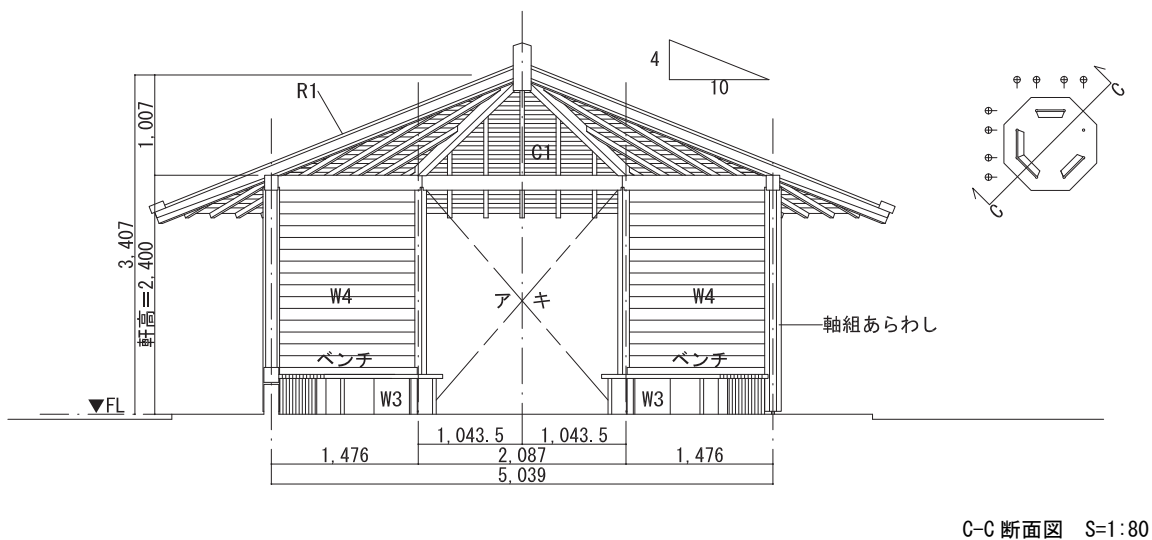 4
10
R1
C
1,007
C1
C
3,407
軒高=2,400
W4
ア キ
W4
軸組あらわし
ベンチ
ベンチ
W3
W3
▼FL
1,043.5
1,043.5
1,476
2,087
1,476
5,039
C-C 断面図 S=1:80